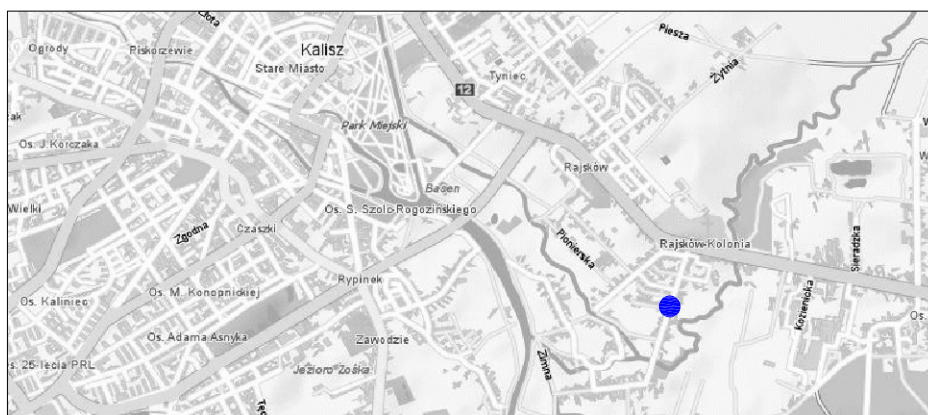 Złota
Ogrody
Piskorzewie
Kalisz
Stare Miasto
Piesza
Żytnia
Tyniec
12
Park Miejski
Os. J. Korczaka
Rajsków
Basen
Wielki
Os. S. Szolc-Rogozińskiego
Zgodna
Czaszki
Pionierska
Rajsków-Kolonia
Sieradzka
Rypinek
Os. M. Konopnickiej
Os. Kaliniec
Kozienicka
Os.
Os. Adama Asnyka
Zawodzie
s. 25-lecia PRL
Jezioro Zośka
Zimna